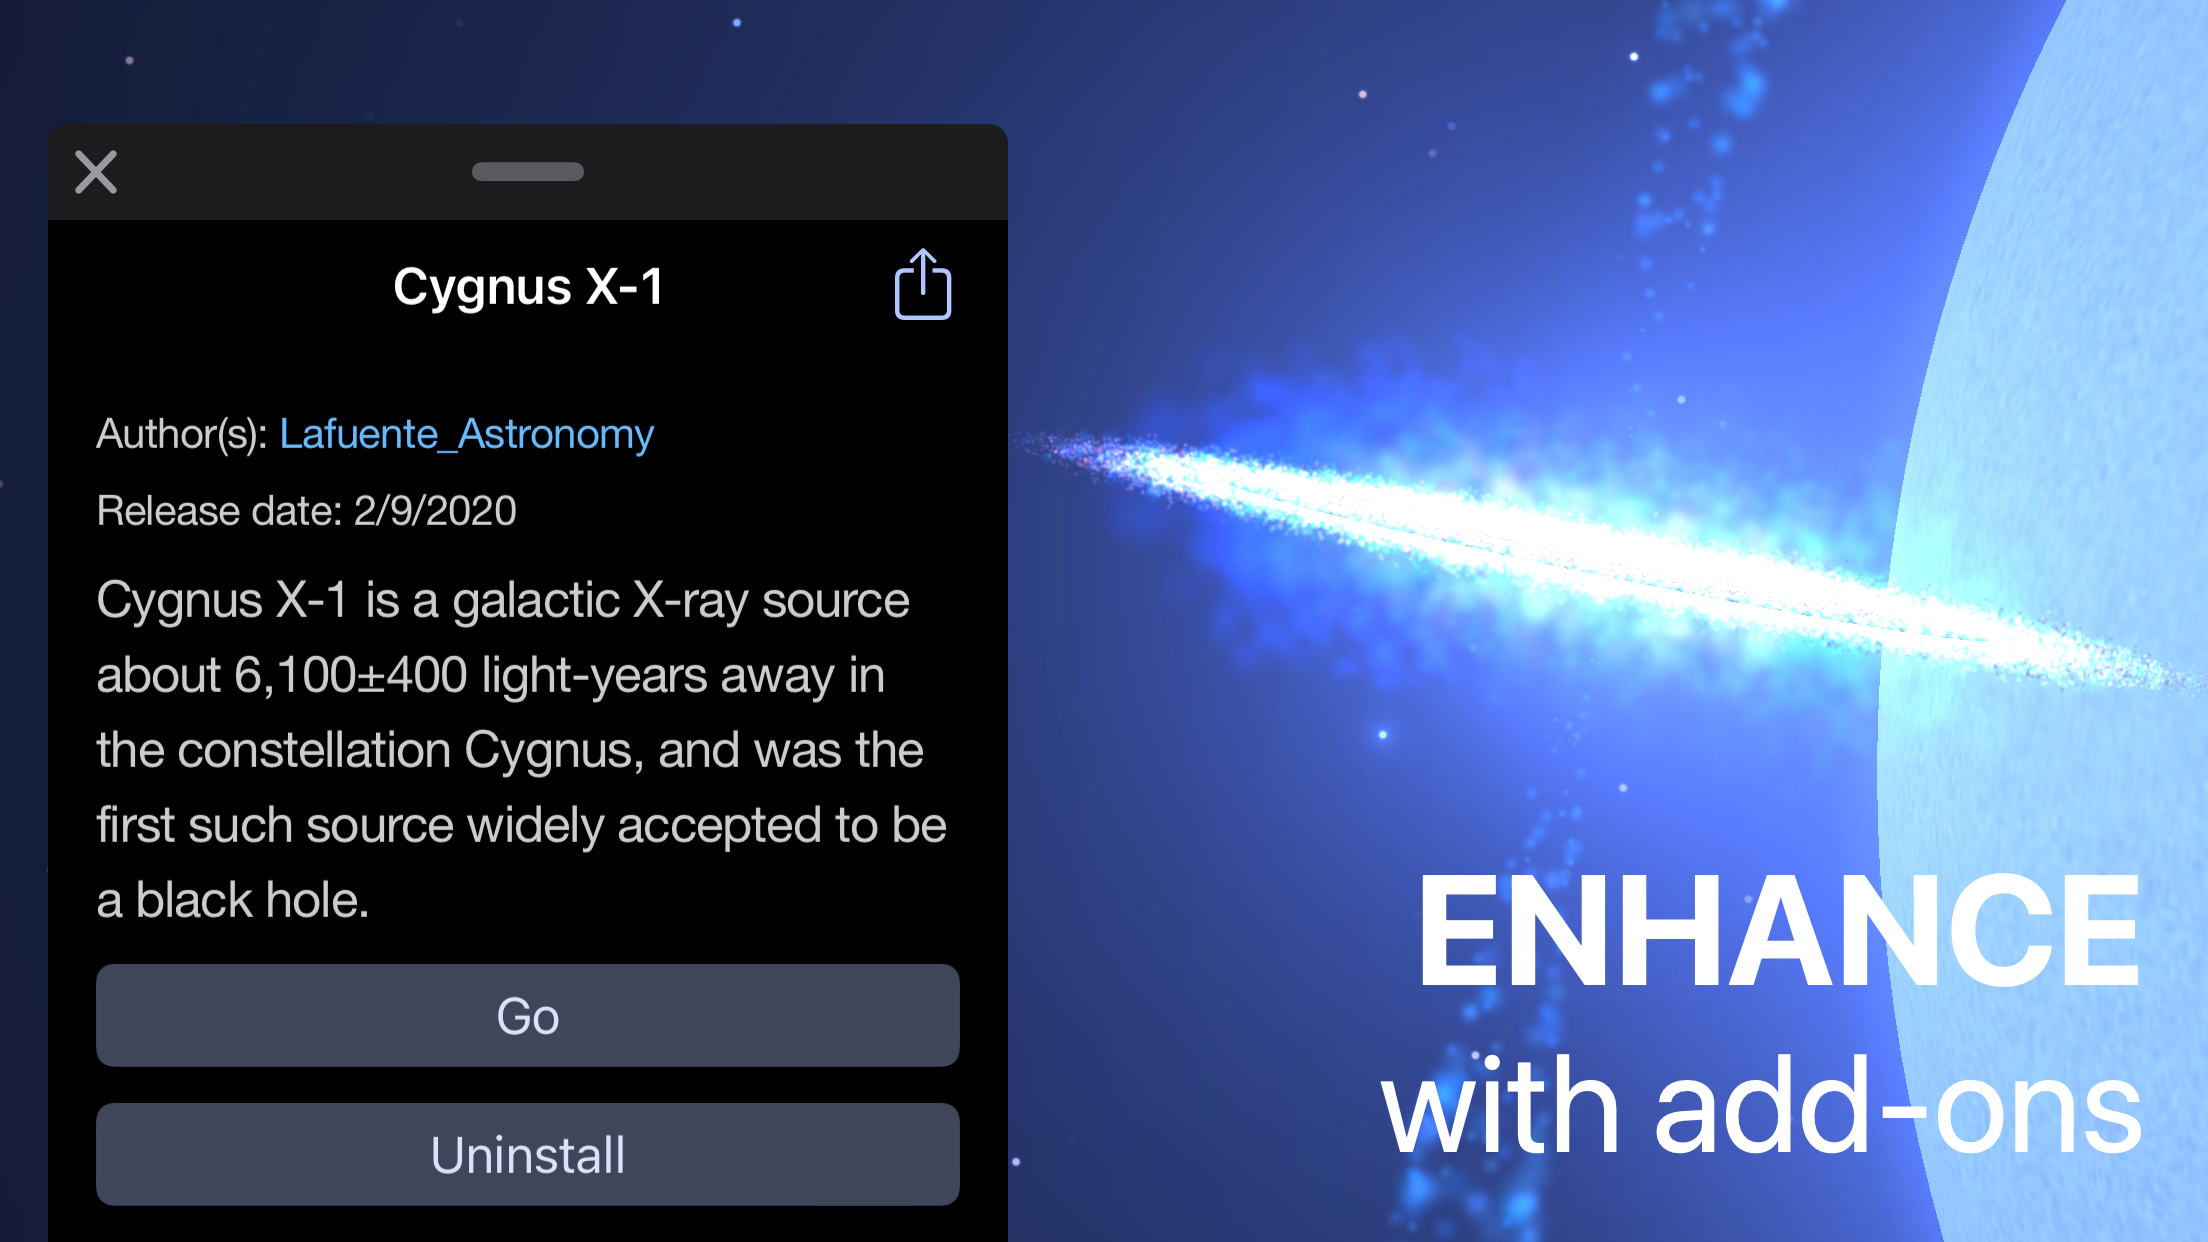 Cygnus X-1
Author(s): Lafuente_Astronomy
Release date: 2/9/2020
Cygnus X-1 is a galactic X-ray source
about 6,100±400 light-years away in
the constellation Cygnus, and was the
first such source widely accepted to be
a black hole.
Go
Uninstall
ENHANCE
with add-ons